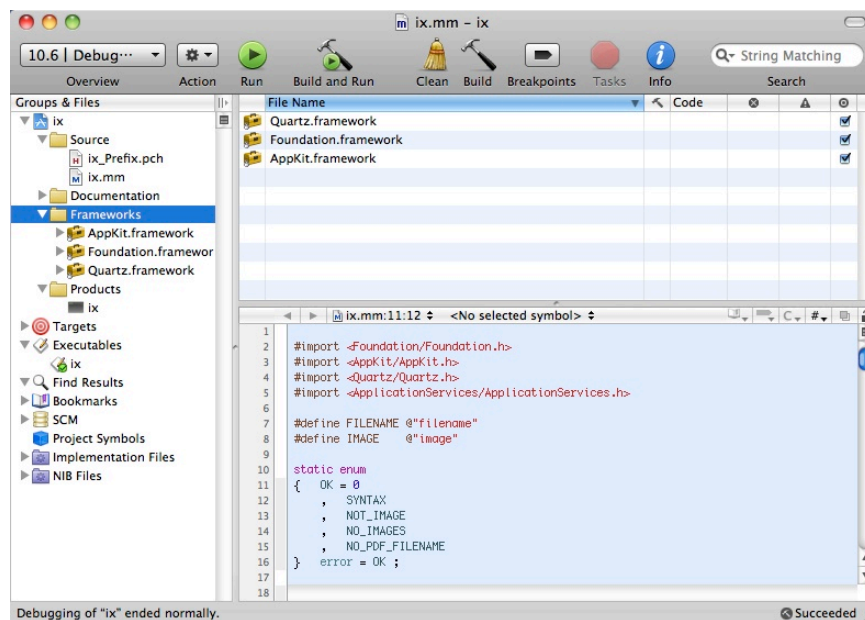 ix.mm - ix
10.6 | Debug···
Overview
Action
Run
Build and Run
Clean
Build
Breakpoints
Tasks
Info
String Matching
Search
Groups & Files
ix
Source
ix_Prefix.pch
ix.mm
Documentation
Frameworks
AppKit.framework
Foundation.framewor
Quartz.framework
Products
ix
Targets
Executables
ix
Find Results
Bookmarks
SCM
Project Symbols
Implementation Files
NIB Files
File Name
Code
Quartz.framework
Foundation.framework
AppKit.framework
ix.mm:11:12
<No selected symbol>
C
#
1
2 #import <Foundation/Foundation.h>
3 #import <AppKit/AppKit.h>
4 #import <Quartz/Quartz.h>
5 #import <ApplicationServices/ApplicationServices.h>
6
7 #define FILENAME @"filename"
8 #define IMAGE    @"image"
9
10 static enum
11 {   OK = 0
12     ,   SYNTAX
13     ,   NOT_IMAGE
14     ,   NO_IMAGES
15     ,   NO_PDF_FILENAME
16 }   error = OK ;
17
18
Debugging of "ix" ended normally.
Succeeded